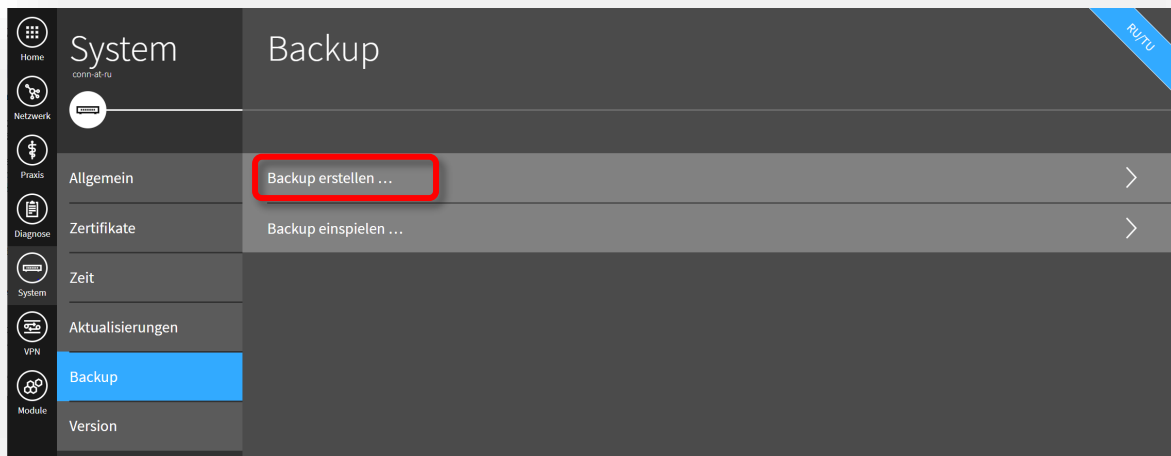 Home
Netzwerk
Praxis
Diagnose
System
VPN
Module
System
conn-at-ru
Allgemein
Zertifikate
Zeit
Aktualisierungen
Backup
Version
Backup
RU/TU
Backup erstellen …
Backup einspielen …